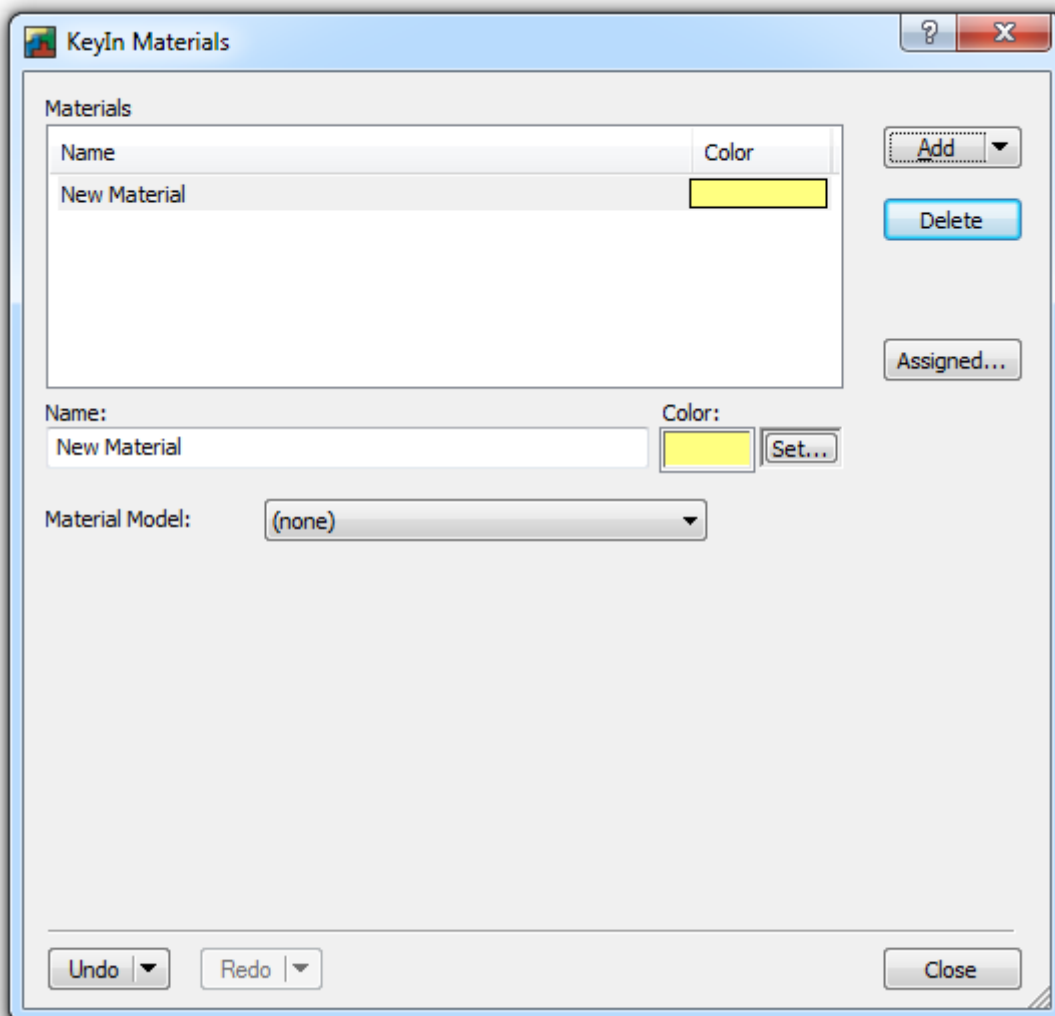 KeyIn Materials
?
Materials
Name Color
Add
New Material
Delete
Assigned...
Name: Color:
New Material Set...
Material Model: (none)
Undo Redo Close